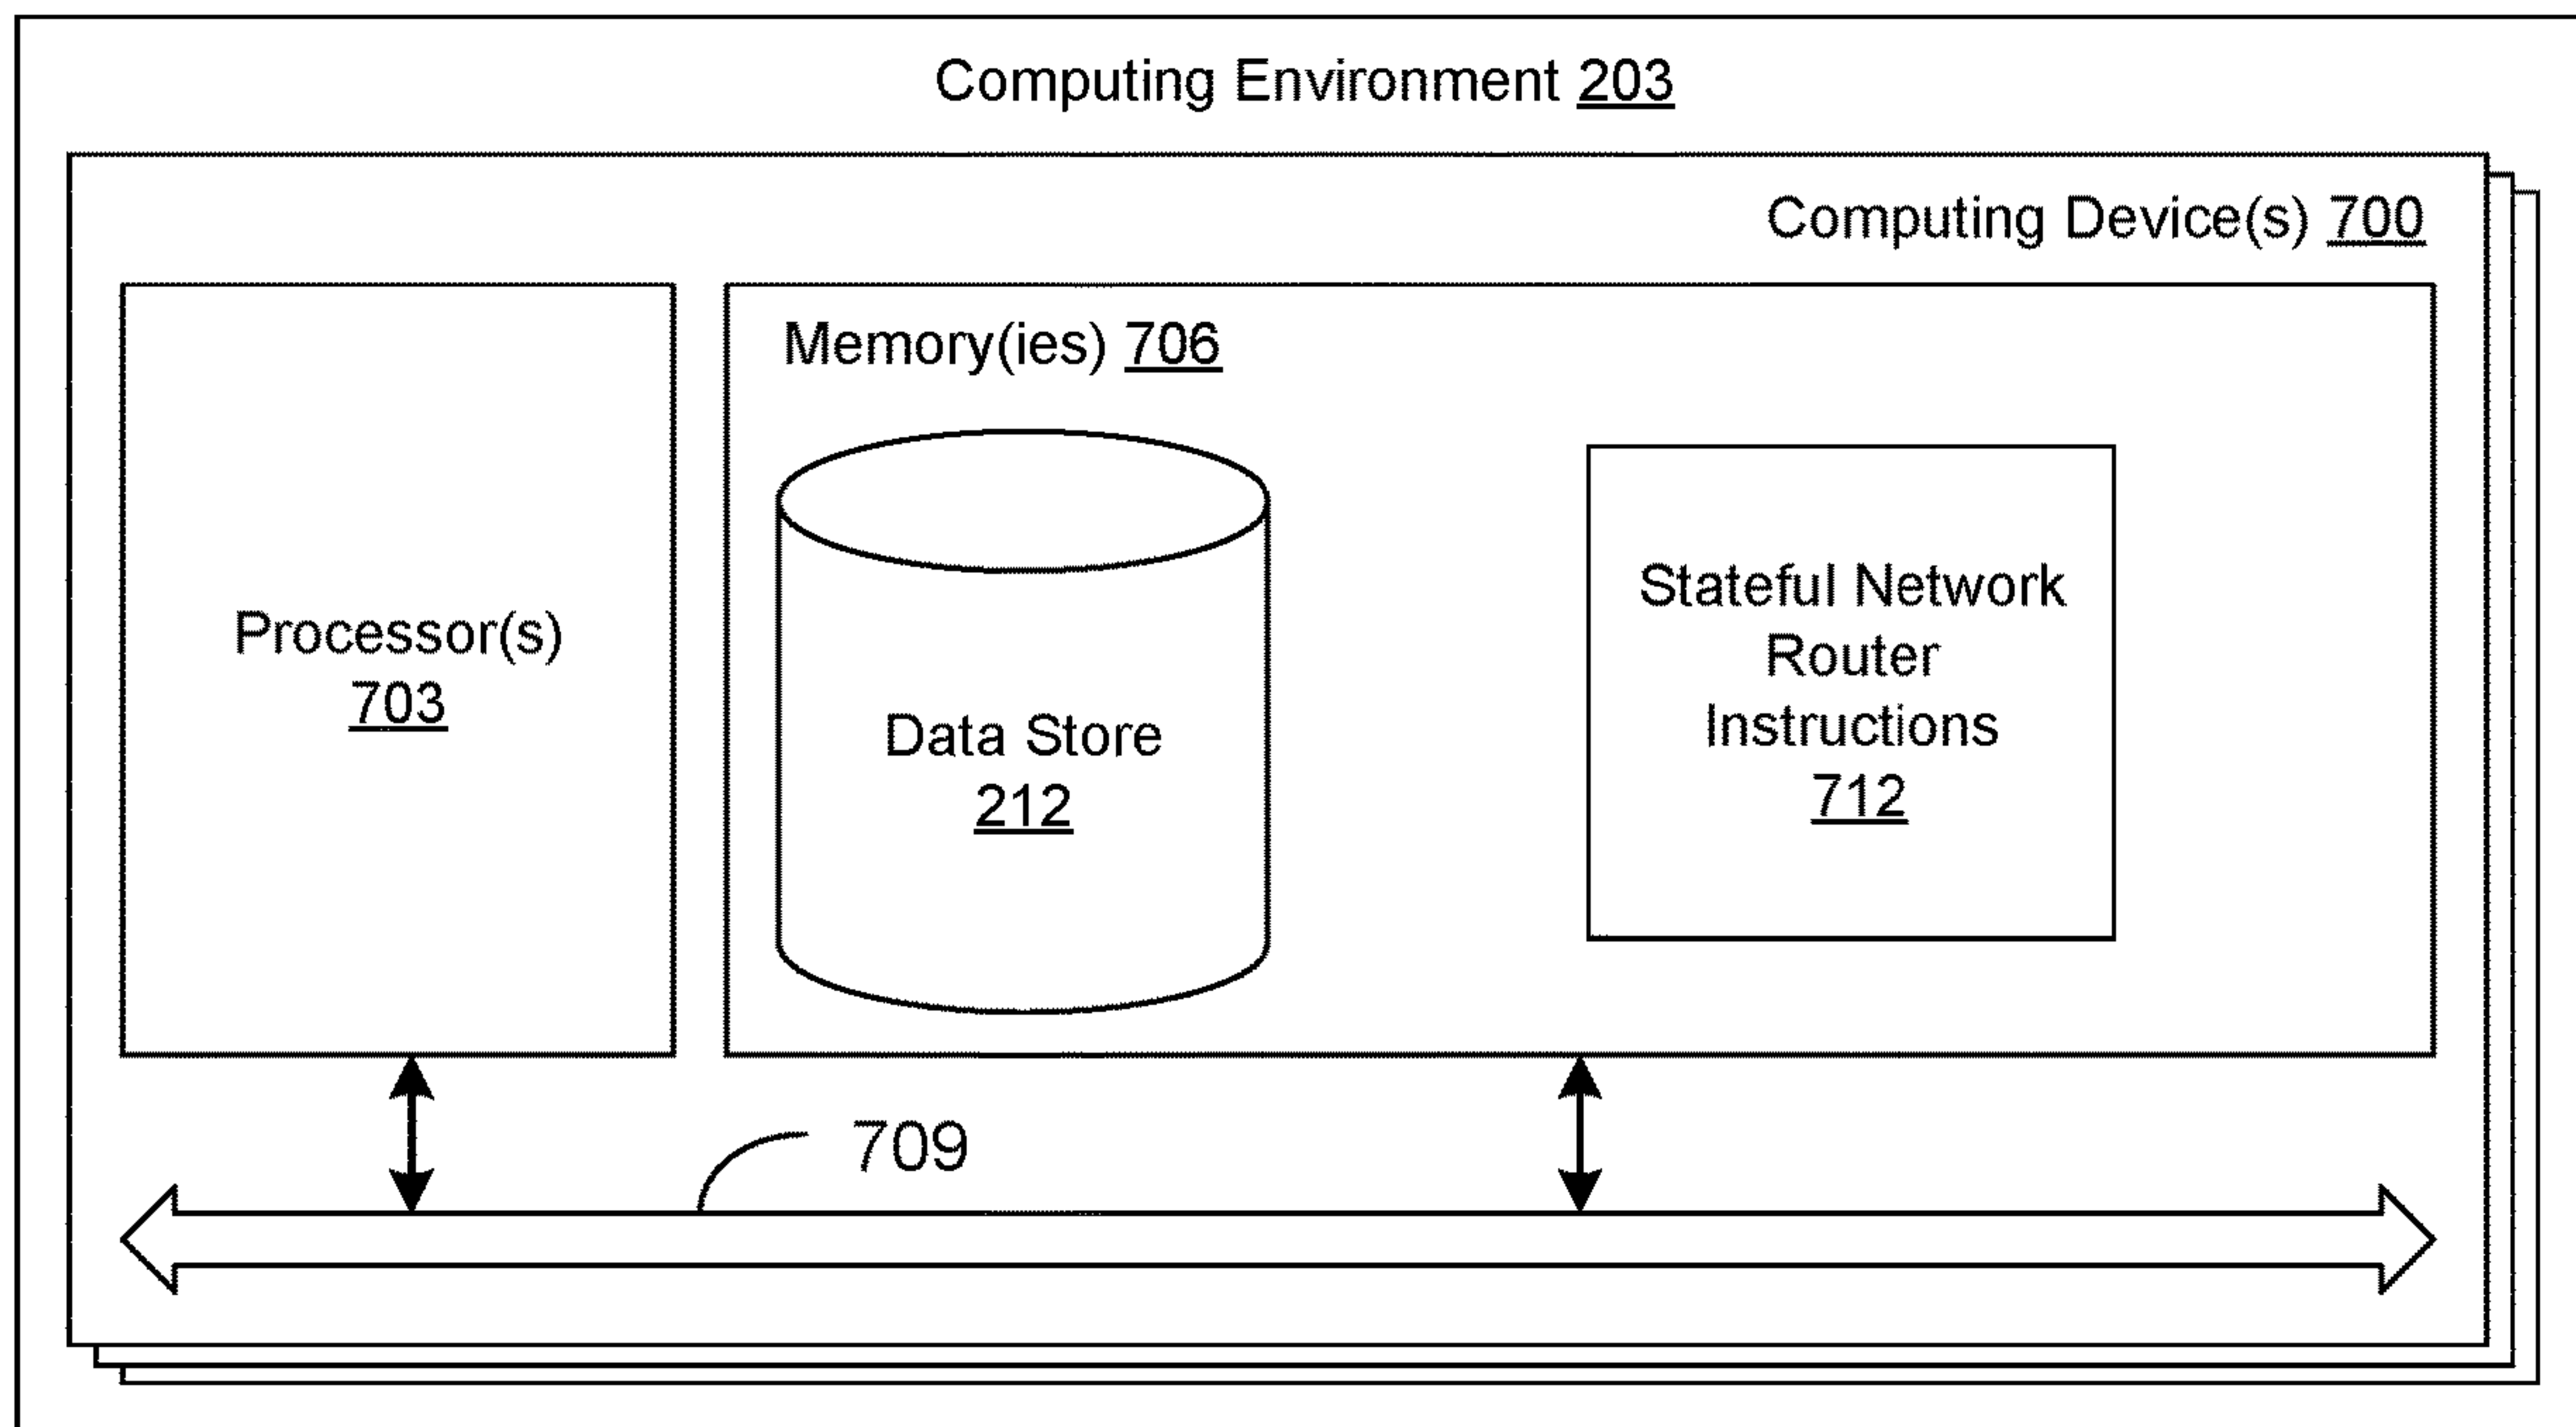 Computing Environment 203
Computing Device(s) 700
Memory(ies) 706
Processor(s)
703
Data Store
212
Stateful Network
Router
Instructions
712
709